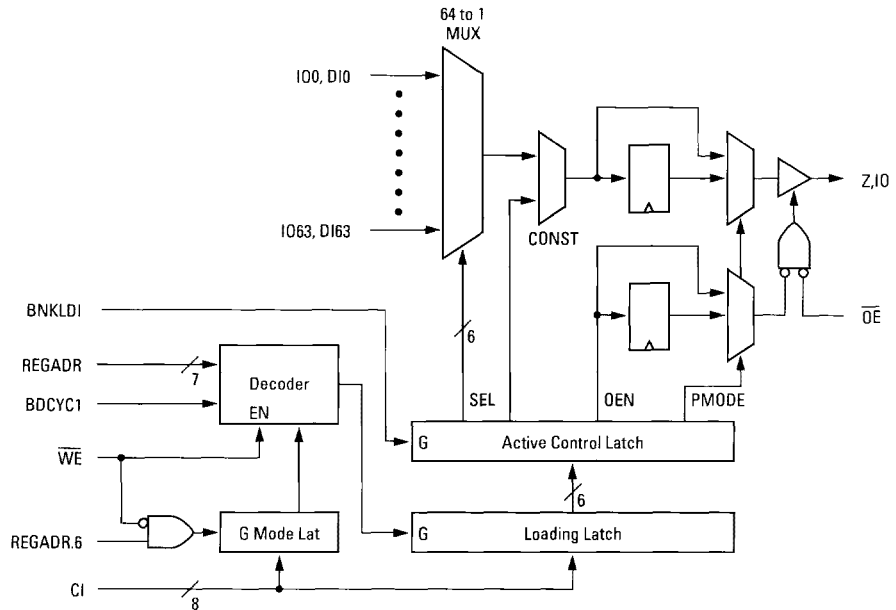 64 to 1
MUX
IO0, DI0
IO63, DI63
CONST
Z,IO
OE
BNKLDI
6
REGADR
7
Decoder
EN
BDCYC1
SEL
OEN
PMODE
G
Active Control Latch
WE
6
REGADR.6
G Mode Lat
G
Loading Latch
CI
8